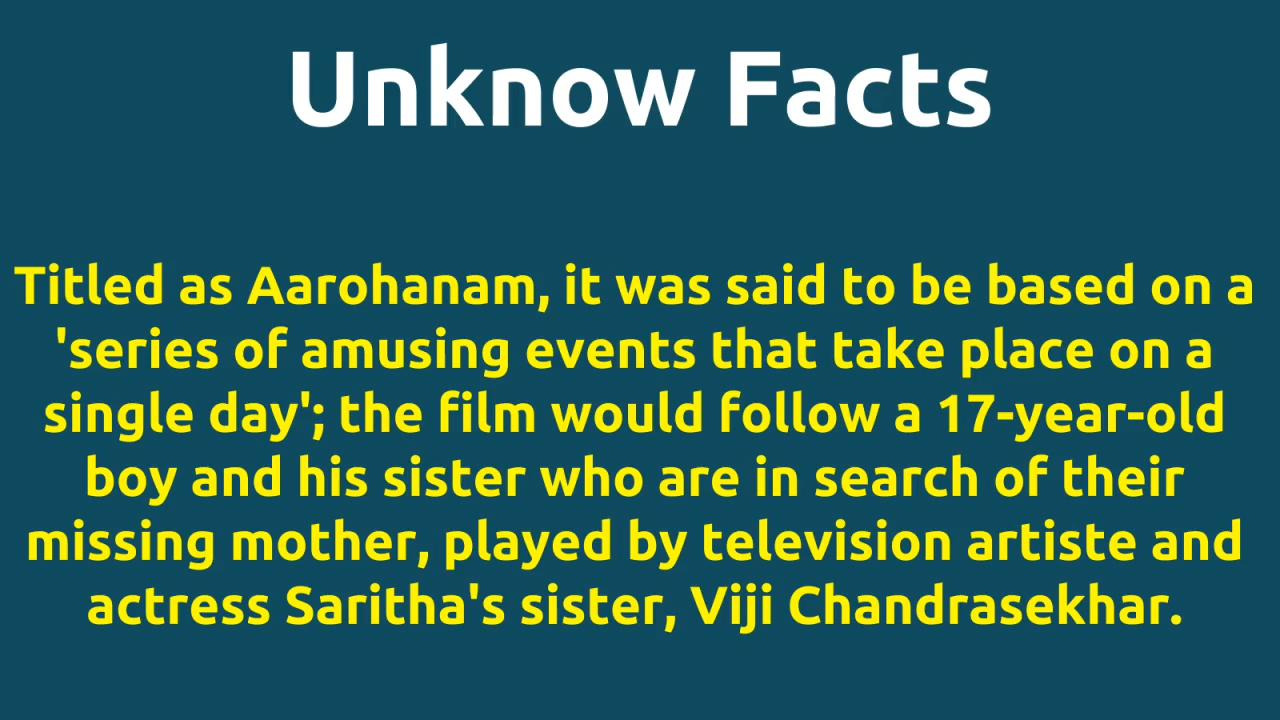 Unknow Facts
Titled as Aarohanam, it was said to be based on a
'series of amusing events that take place on a
single day'; the film would follow a 17-year-old
boy and his sister who are in search of their
missing mother, played by television artiste and
actress Saritha's sister, Viji Chandrasekhar.